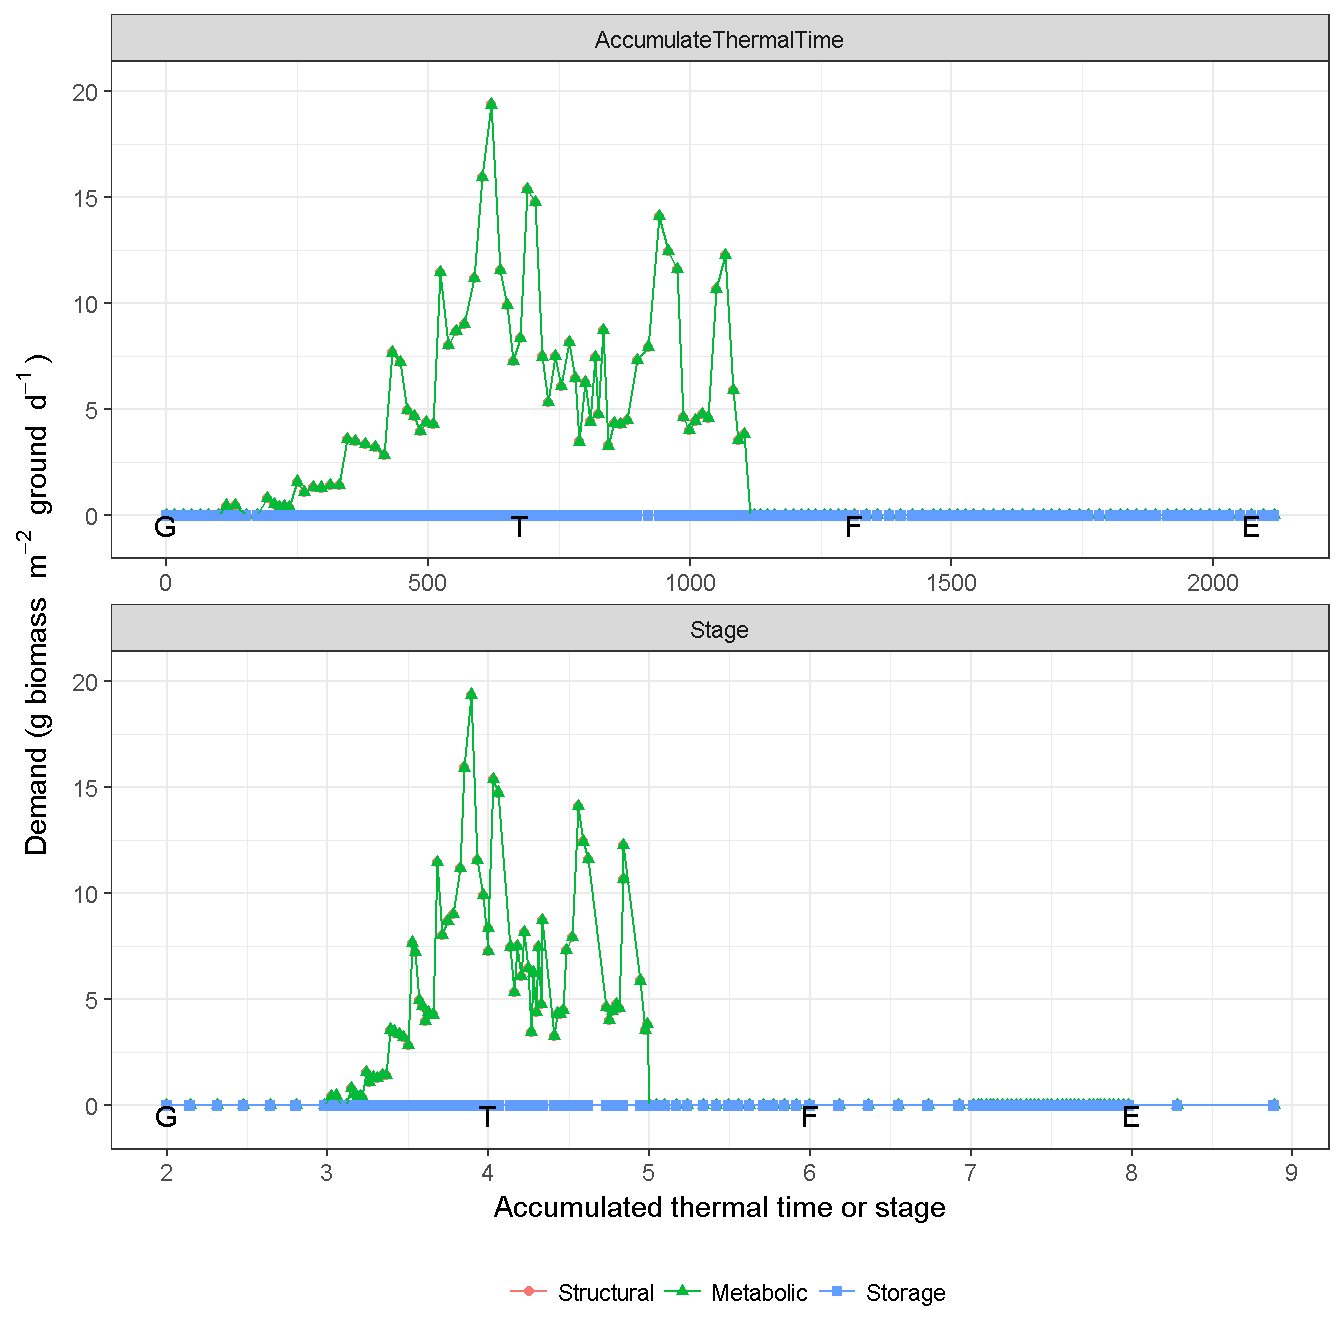 AccumulateThermalTime
20
15
10
5
0
G T F E
0 500 1000 1500 2000
Stage
20
15
10
5
0
G T F E
2 3 4 5 6 7 8 9
Demand (g biomass m−2 ground d−1)
Accumulated thermal time or stage
Structural Metabolic Storage